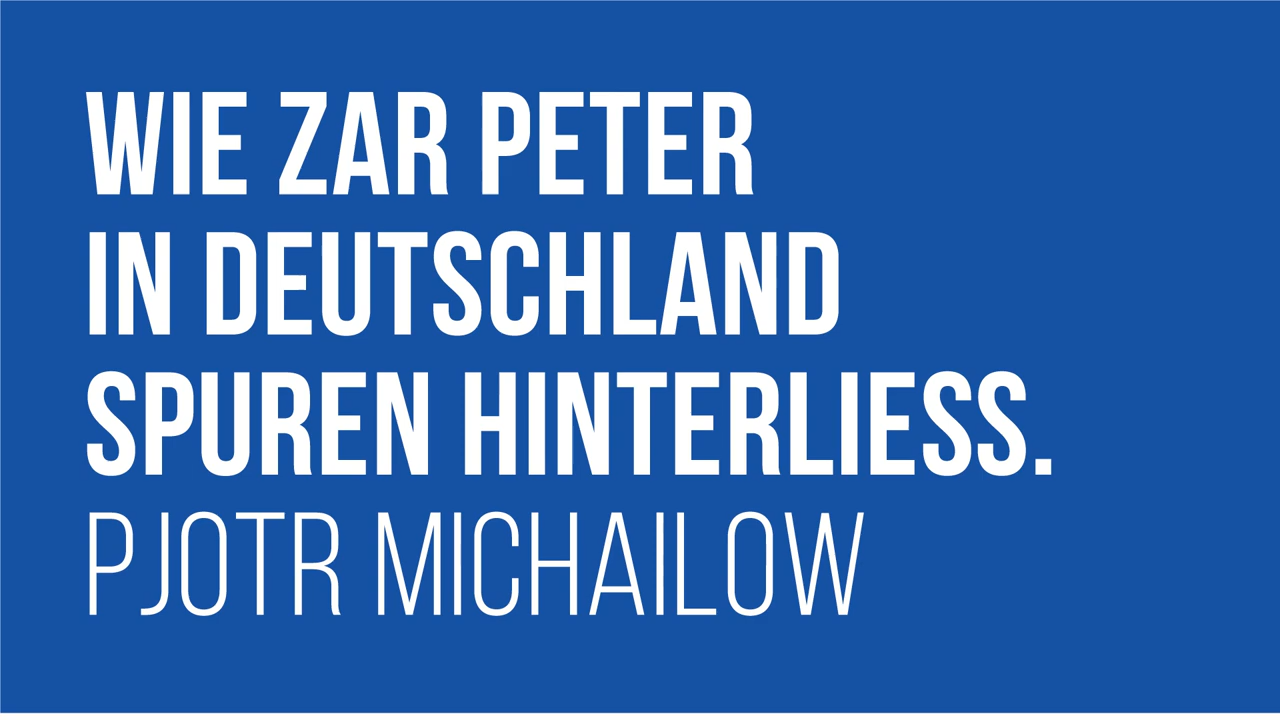 WIE ZAR PETER
IN DEUTSCHLAND
SPUREN HINTERLIESS.
PJOTR MICHAILOW